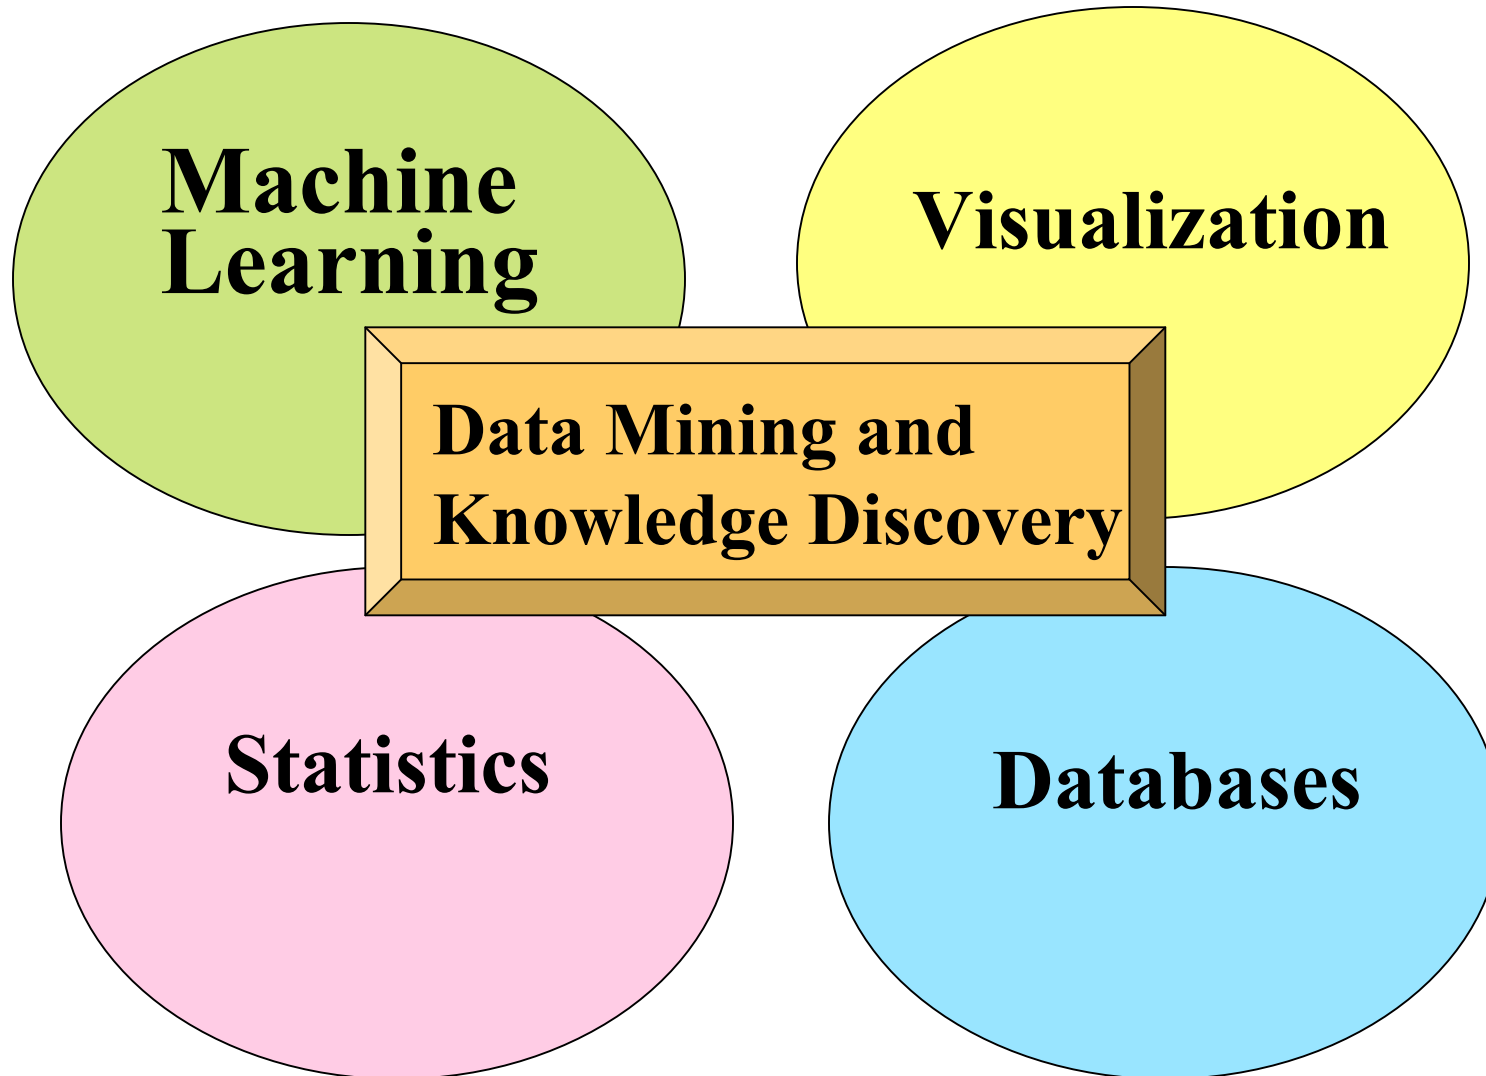 Machine
Learning
Visualization
Data Mining and
Knowledge Discovery
Statistics
Databases